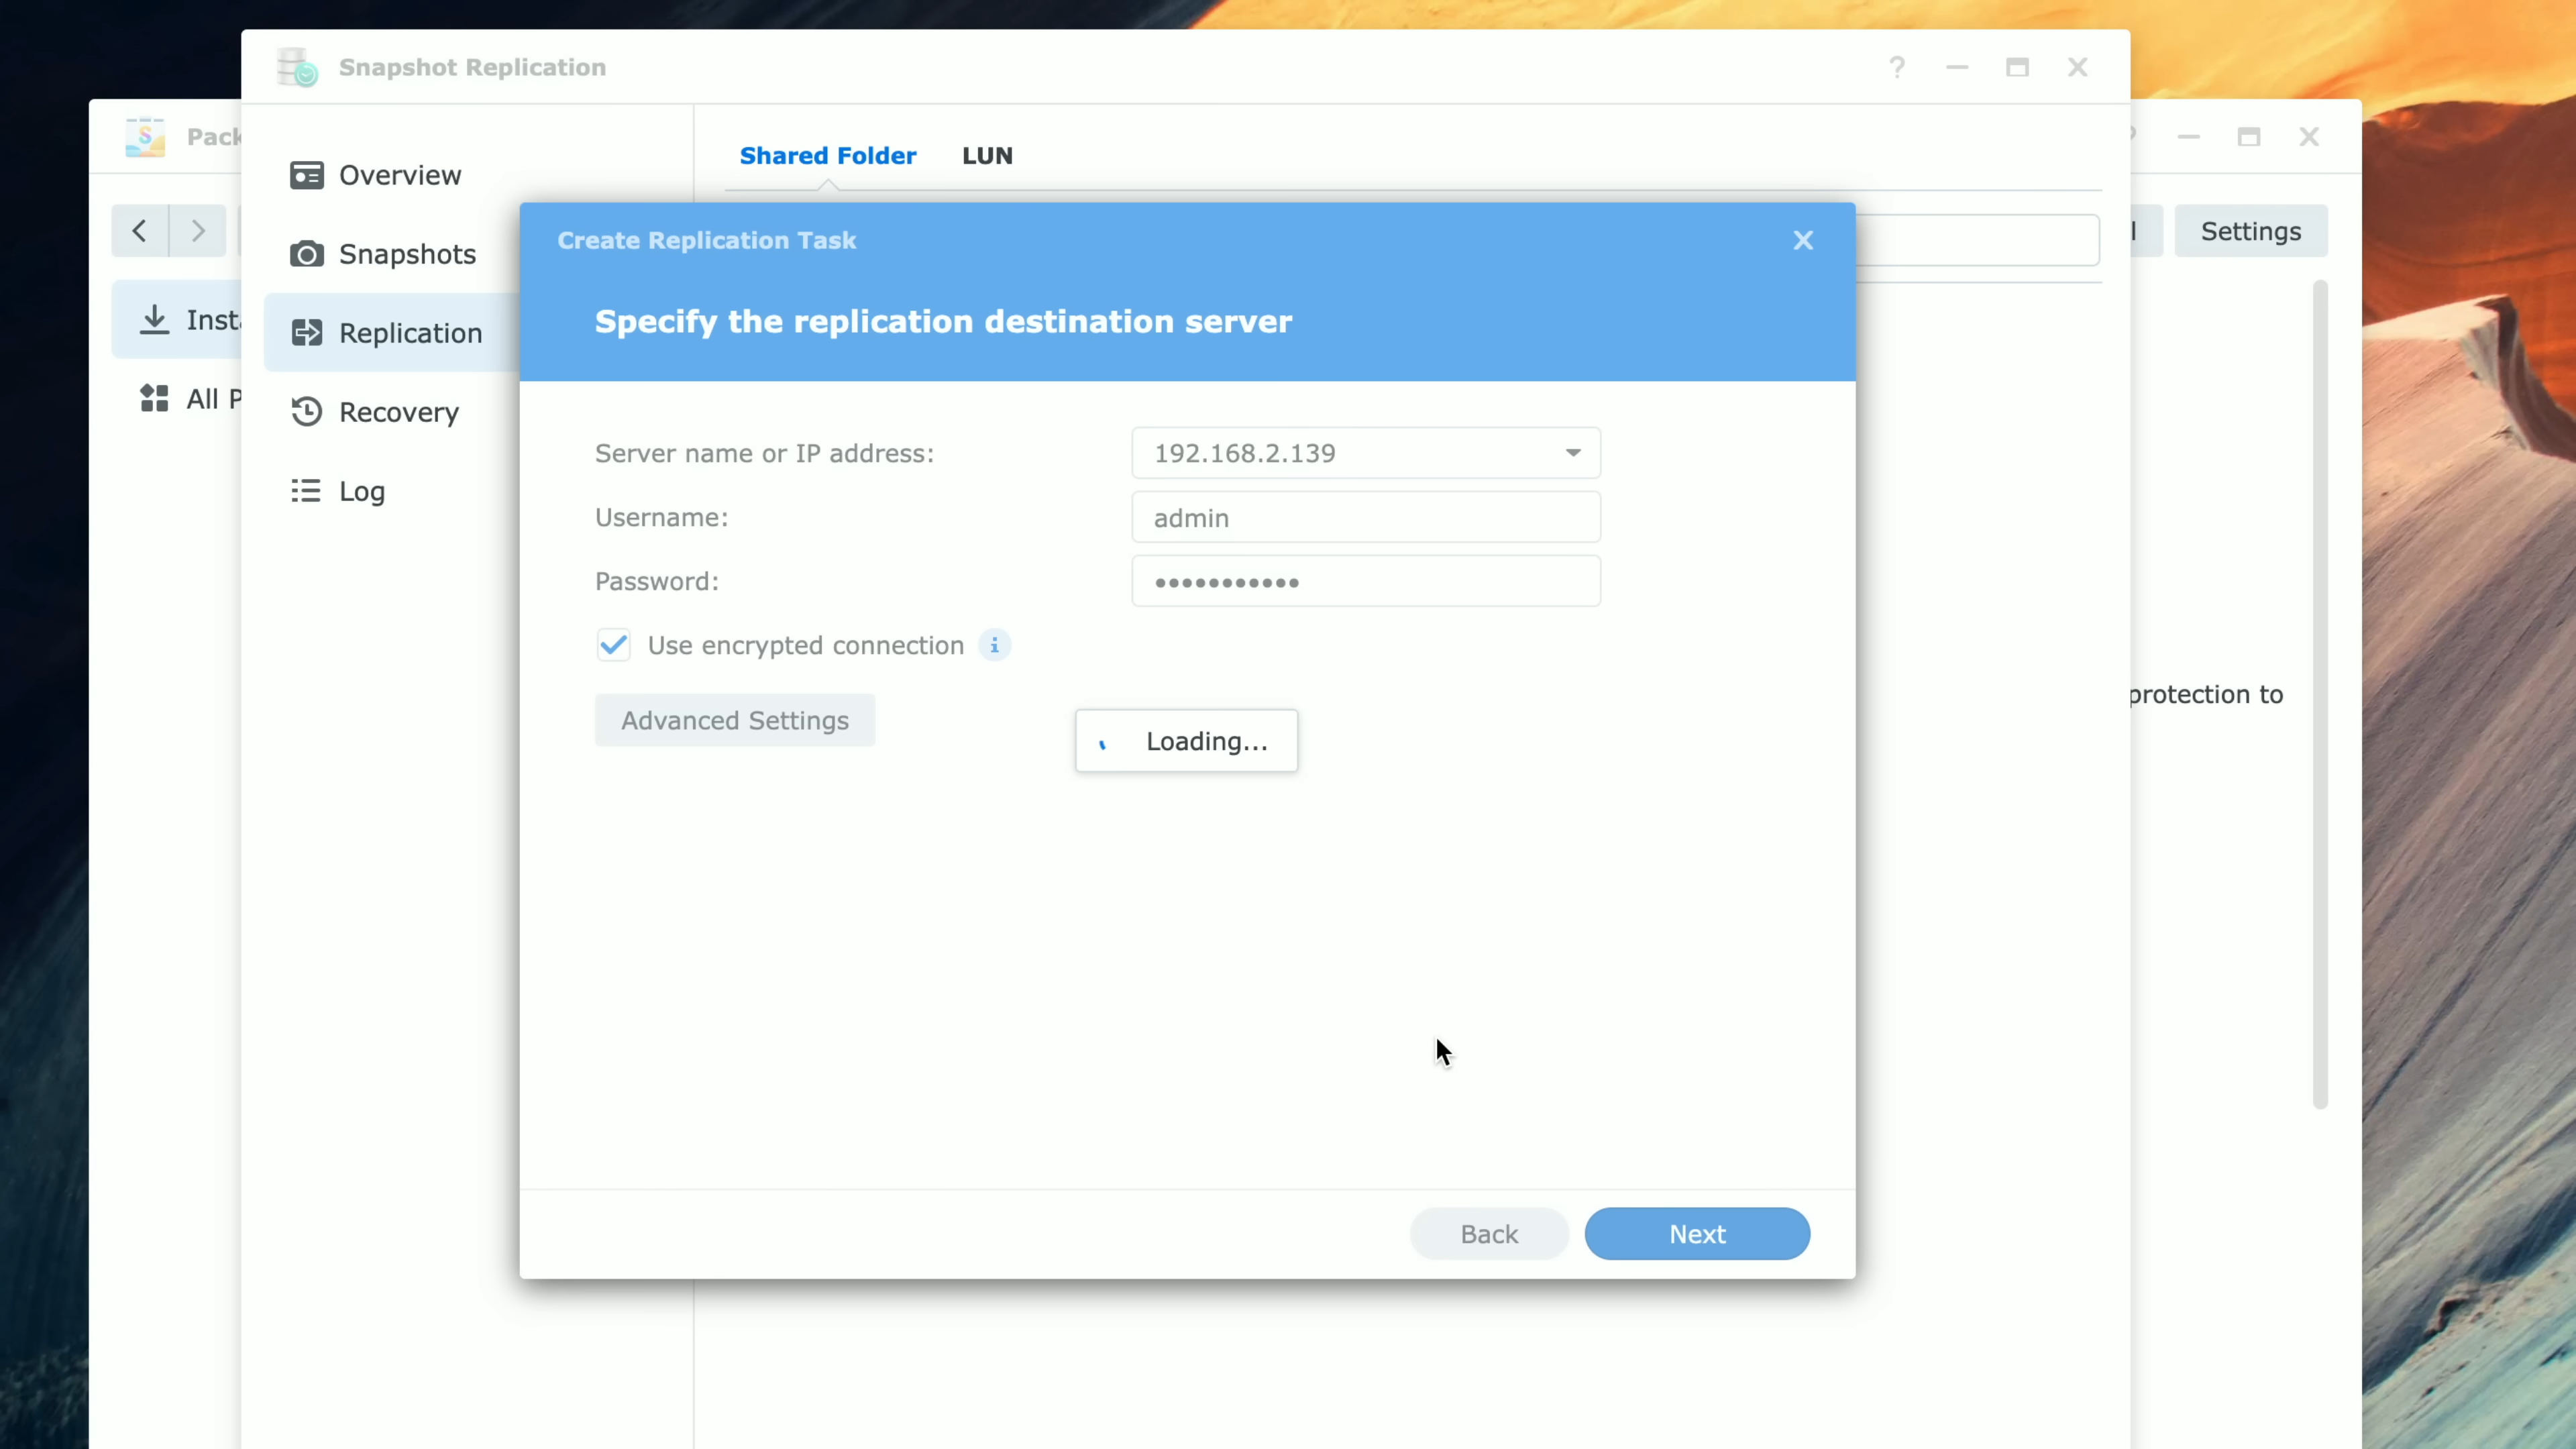 Snapshot Replication
?
Pack
Overview
Snapshots
Replication
Recovery
Log
Insta
All P
Shared Folder
LUN
Settings
Create Replication Task
Specify the replication destination server
Server name or IP address:
192.168.2.139
Username:
admin
Password:
•••••••••••
Use encrypted connection
i
Advanced Settings
Loading...
protection to
Back
Next